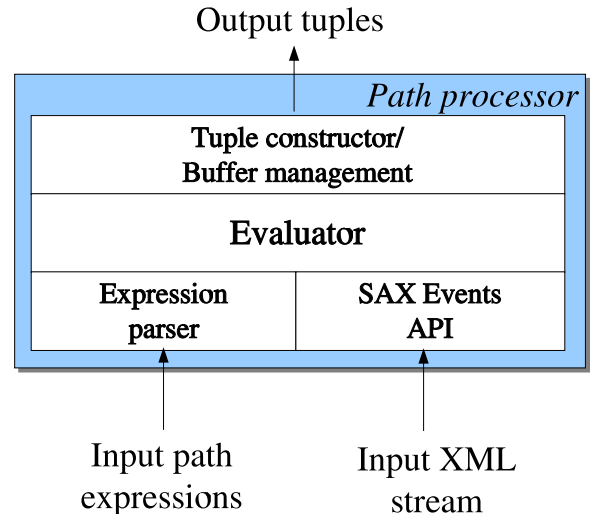 Output tuples
Path processor
Tuple constructor/
Buffer management
Evaluator
Expression
parser
SAX Events
API
Input path
expressions
Input XML
stream